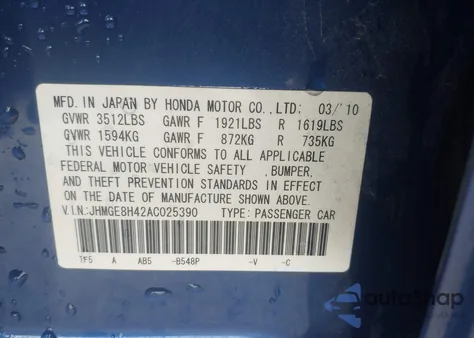 MFD. IN JAPAN BY HONDA MOTOR CO., LTD: 03/'10
GVWR 3512LBS GAWR F 1921LBS R 1619LBS
GVWR 1594KG GAWR F 872KG R 735KG
THIS VEHICLE CONFORMS TO ALL APPLICABLE
FEDERAL MOTOR VEHICLE SAFETY ,BUMPER,
AND THEFT PREVENTION STANDARDS IN EFFECT
ON THE DATE OF MANUFACTURE SHOWN ABOVE.
V.I.N.:JHMGE8H42AC025390 TYPE: PASSENGER CAR
TF5 A AB5 -B548P -V -C
autosnap